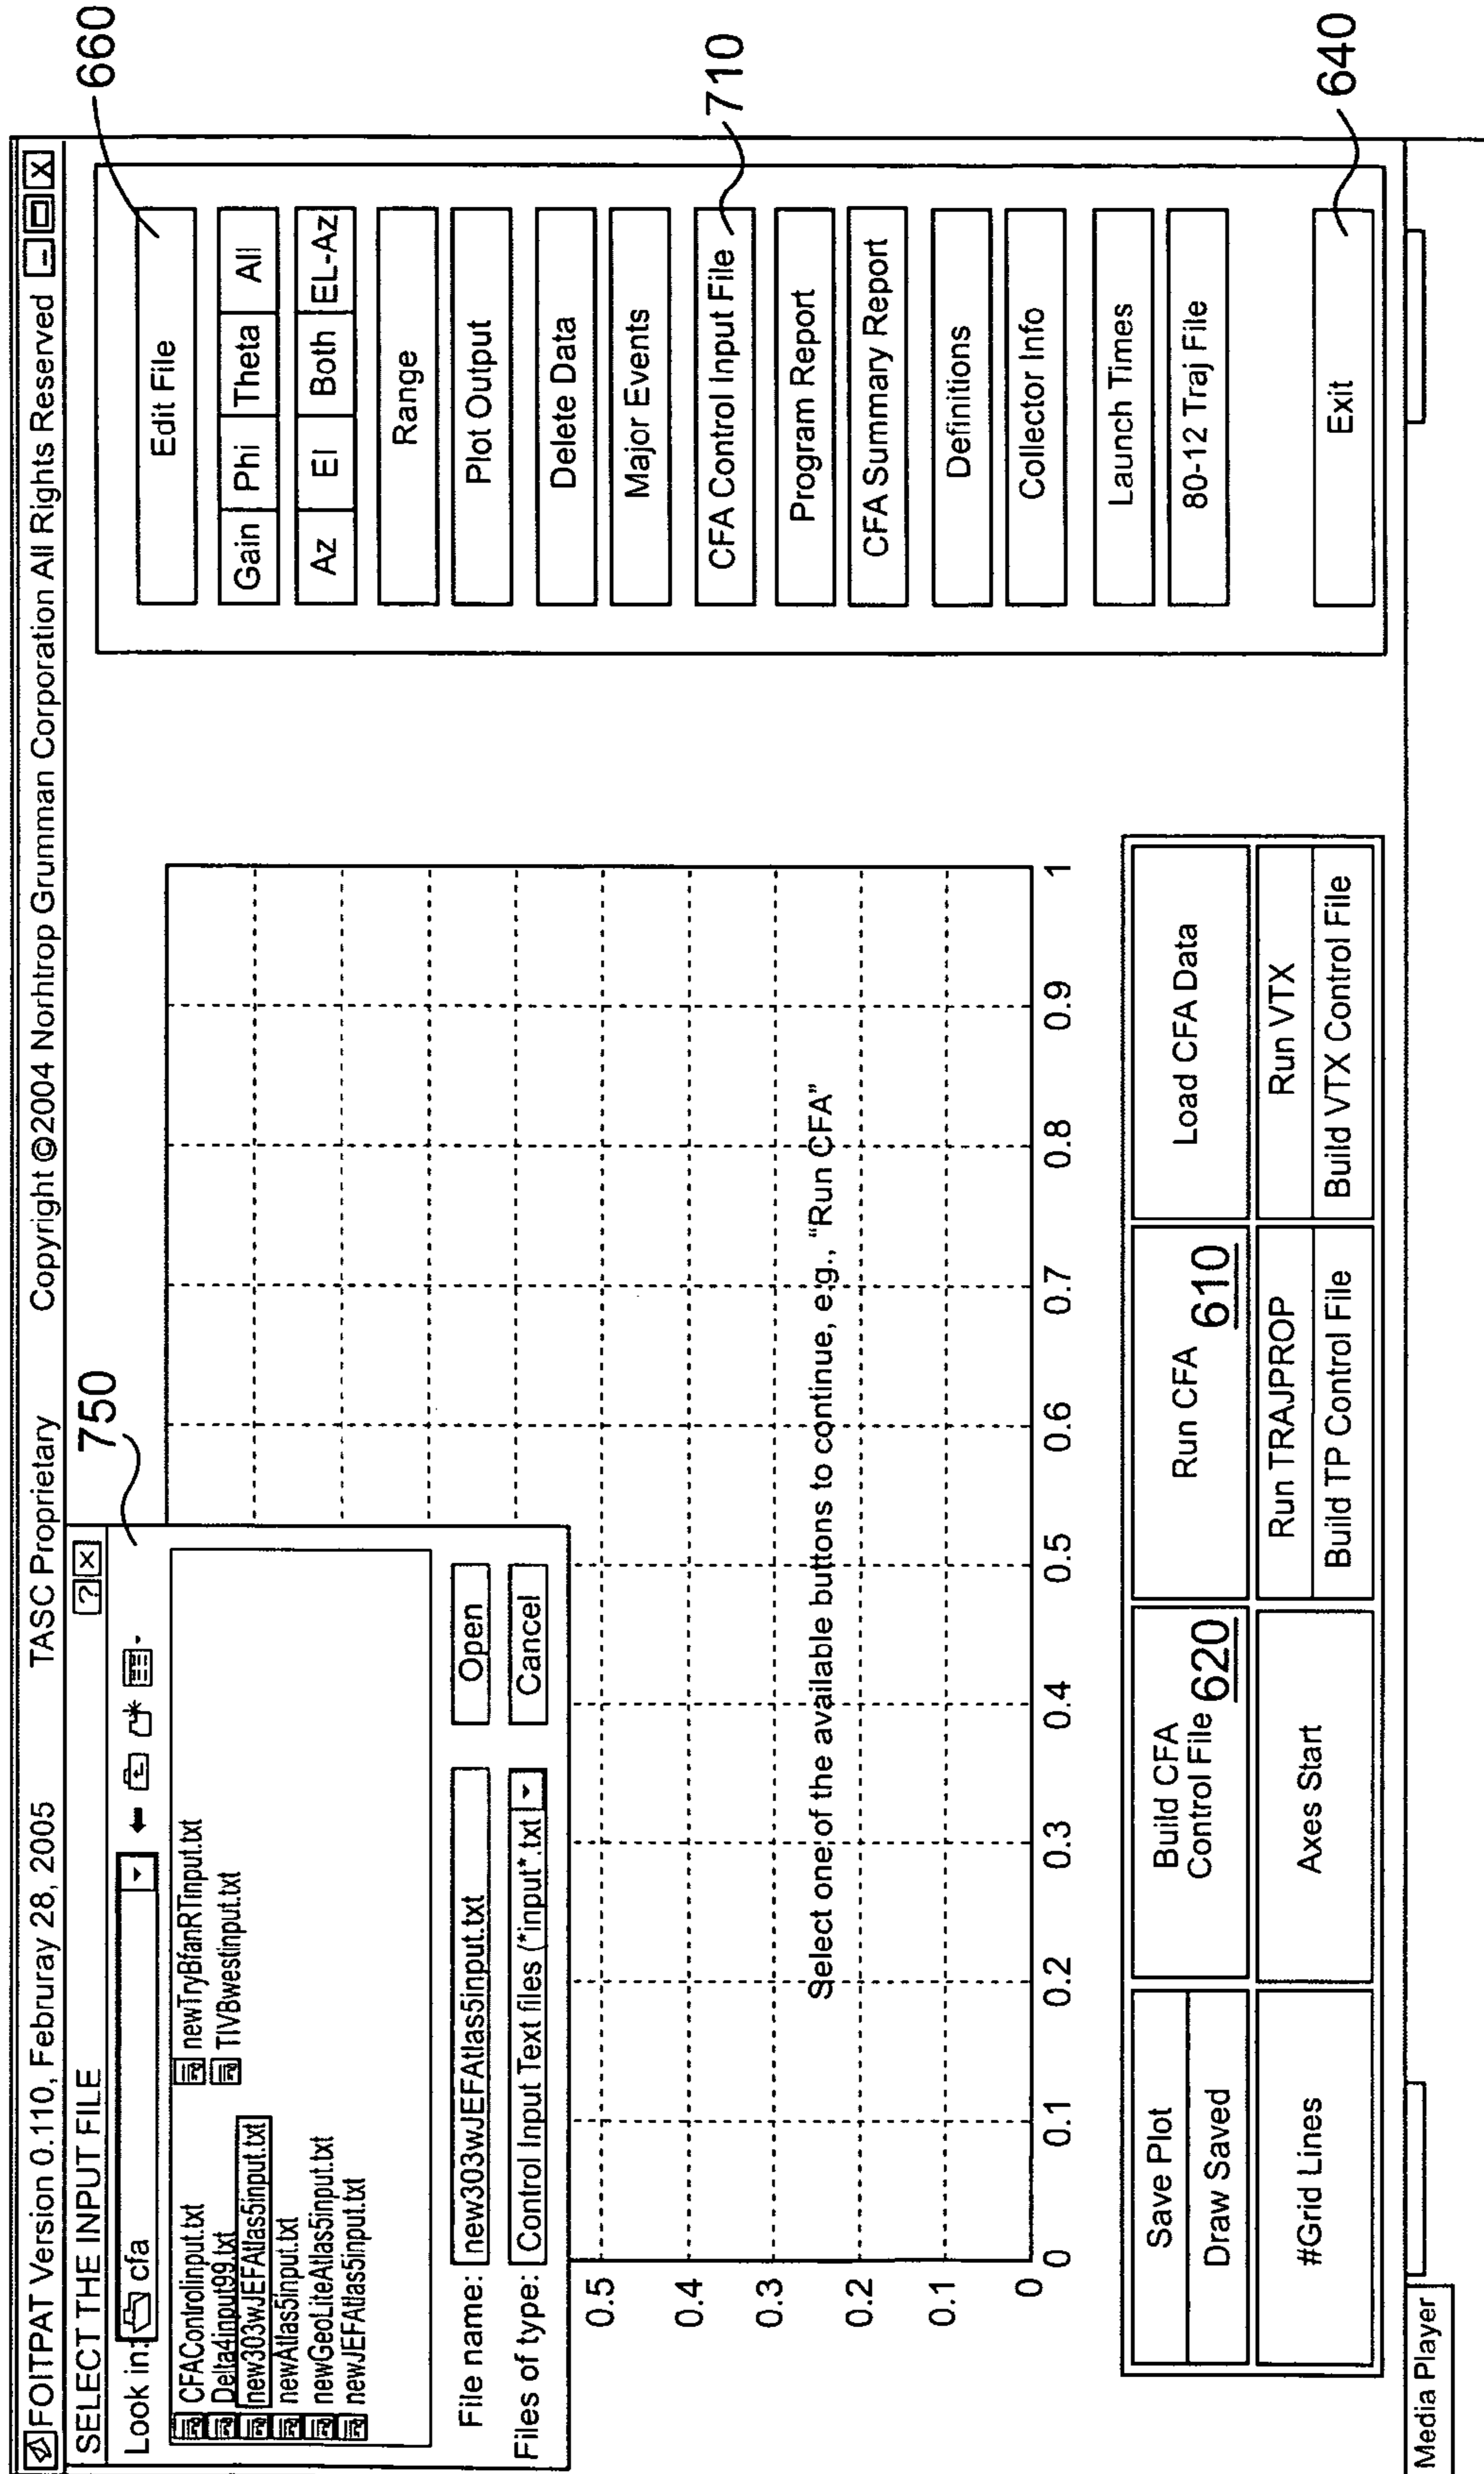 FOITPAT Version 0.110, Februray 28, 2005 TASC Proprietary Copyright ©2004 Norhtrop Grumman Corporation All Rights Reserved
SELECT THE INPUT FILE
750
Look in: cfa
CFAControlinput.txt
Delta4input99.txt
new303wJEFAtlas5input.txt
newAtlas5input.txt
newGeoLiteAtlas5input.txt
newJEFAtlas5input.txt
newTryBfanRTinput.txt
TIVBwestinput.txt
File name: new303wJEFAtlas5input.txt Open
Files of type: Control Input Text files (*input*.txt Cancel
0.5
0.4
0.3
0.2
0.1
0
Select one of the available buttons to continue, e.g., “Run CFA”
0 0.1 0.2 0.3 0.4 0.5 0.6 0.7 0.8 0.9 1
Save Plot
Draw Saved
#Grid Lines
Build CFA
Control File 620
Axes Start
Run CFA 610
Run TRAJPROP
Build TP Control File
Load CFA Data
Run VTX
Build VTX Control File
Edit File
660
Gain Phi Theta All
Az El Both EL-Az
Range
Plot Output
Delete Data
Major Events
CFA Control Input File
710
Program Report
CFA Summary Report
Definitions
Collector Info
Launch Times
80-12 Traj File
Exit
640
Media Player